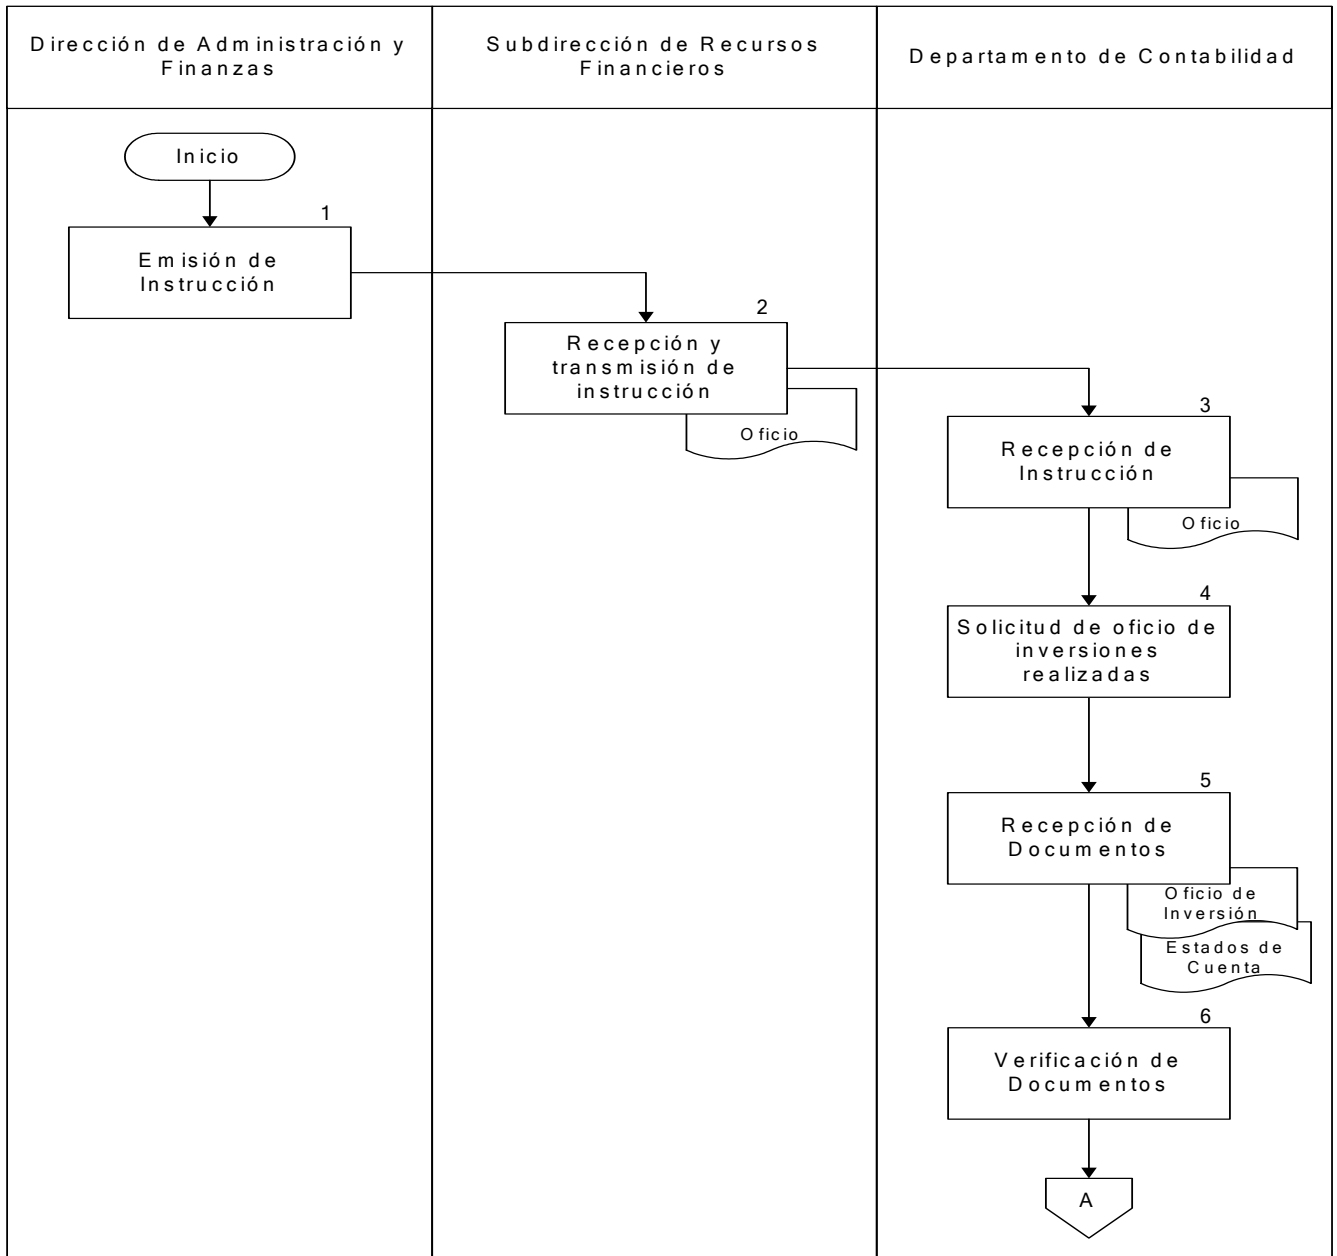 Dirección de Administración y
Finanzas
Subdirección de Recursos
Financieros
Departamento de Contabilidad
Inicio
1
Emisión de
Instrucción
2
Recepción y
transmisión de
instrucción
Oficio
3
Recepción de
Instrucción
Oficio
4
Solicitud de oficio de
inversiones
realizadas
5
Recepción de
Documentos
Oficio de
Inversión
Estados de
Cuenta
6
Verificación de
Documentos
A